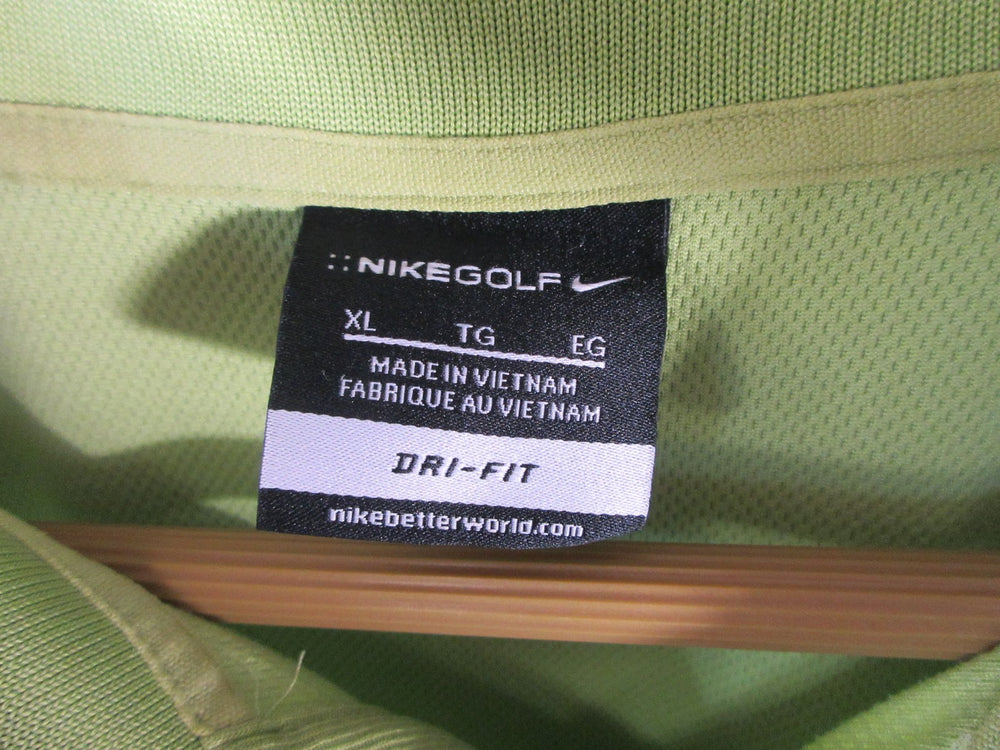 ::NIKEGOLF
XL TG EG
MADE IN VIETNAM
FABRIQUE AU VIETNAM
DRI-FIT
nikebetterworld.com